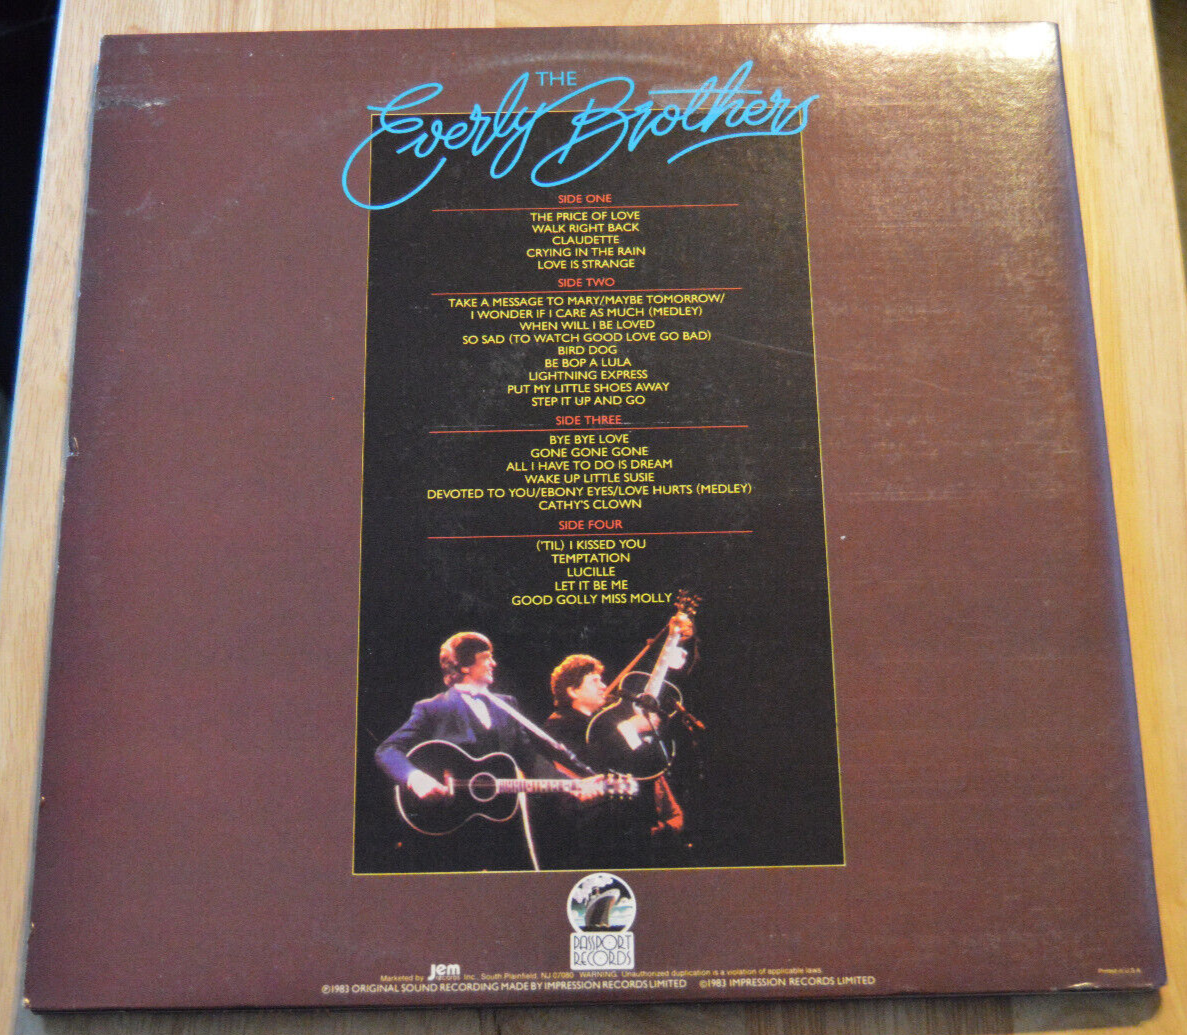 THE
Everly Brothers
SIDE ONE
THE PRICE OF LOVE
WALK RIGHT BACK
CLAUDETTE
CRYING IN THE RAIN
LOVE IS STRANGE
SIDE TWO
TAKE A MESSAGE TO MARY/MAYBE TOMORROW/
I WONDER IF I CARE AS MUCH (MEDLEY)
WHEN WILL I BE LOVED
SO SAD (TO WATCH GOOD LOVE GO BAD)
BIRD DOG
BE BOP A LULA
LIGHTNING EXPRESS
PUT MY LITTLE SHOES AWAY
STEP IT UP AND GO
SIDE THREE
BYE BYE LOVE
GONE GONE GONE
ALL I HAVE TO DO IS DREAM
WAKE UP LITTLE SUSIE
DEVOTED TO YOU/EBONY EYES/LOVE HURTS (MEDLEY)
CATHY'S CLOWN
SIDE FOUR
('TIL) I KISSED YOU
TEMPTATION
LUCILLE
LET IT BE ME
GOOD GOLLY MISS MOLLY
PASSPORT
RECORDS
Marketed by jem records Inc., South Plainfield, NJ 07080 WARNING: Unauthorized duplication is a violation of applicable laws.
Printed in U.S.A.
℗1983 ORIGINAL SOUND RECORDING MADE BY IMPRESSION RECORDS LIMITED ©1983 IMPRESSION RECORDS LIMITED